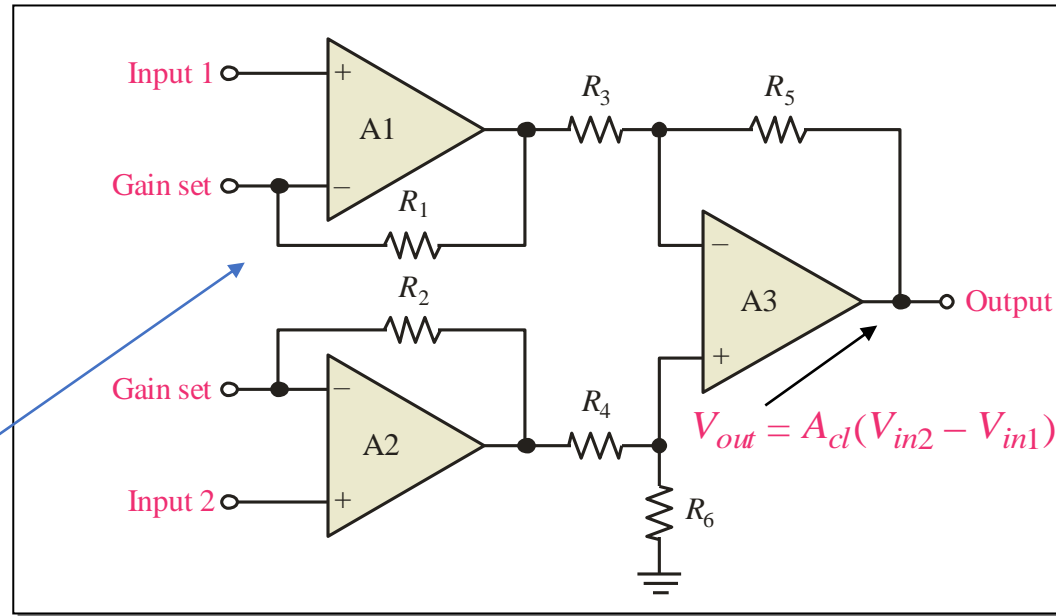 Input 1
+
A1
Gain set
−
R1
R3
R5
R2
−
A3
+
Output
Gain set
−
A2
R4
Vout = Acl(Vin2 − Vin1)
Input 2
+
R6